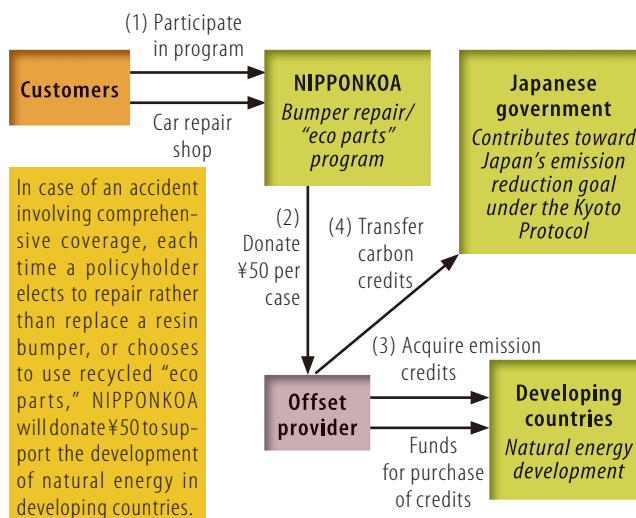 (1) Participate
in program
Customers
Car repair
shop
NIPPONKOA
Bumper repair/
“eco parts”
program
Japanese
government
Contributes toward
Japan’s emission
reduction goal
under the Kyoto
Protocol
In case of an accident
involving comprehen-
sive coverage, each
time a policyholder
elects to repair rather
than replace a resin
bumper, or chooses
to use recycled “eco
parts,” NIPPONKOA
will donate ¥50 to sup-
port the development
of natural energy in
developing countries.
(2)
Donate
¥50 per
case
(4) Transfer
carbon
credits
(3) Acquire emission
credits
Offset
provider
Funds
for purchase
of credits
Developing
countries
Natural energy
development